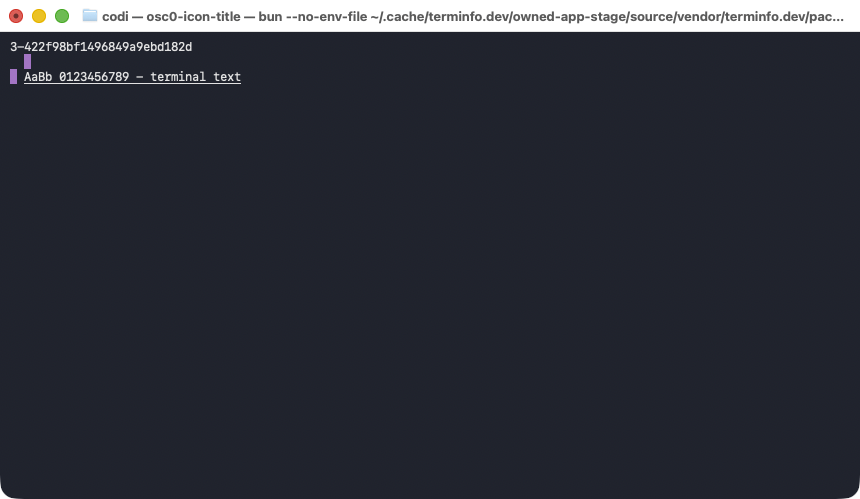 codi — osc0-icon-title — bun --no-env-file ~/.cache/terminfo.dev/owned-app-stage/source/vendor/terminfo.dev/pac...
3—422f98bf1496849a9ebd182d
AaBb 0123456789 — terminal text